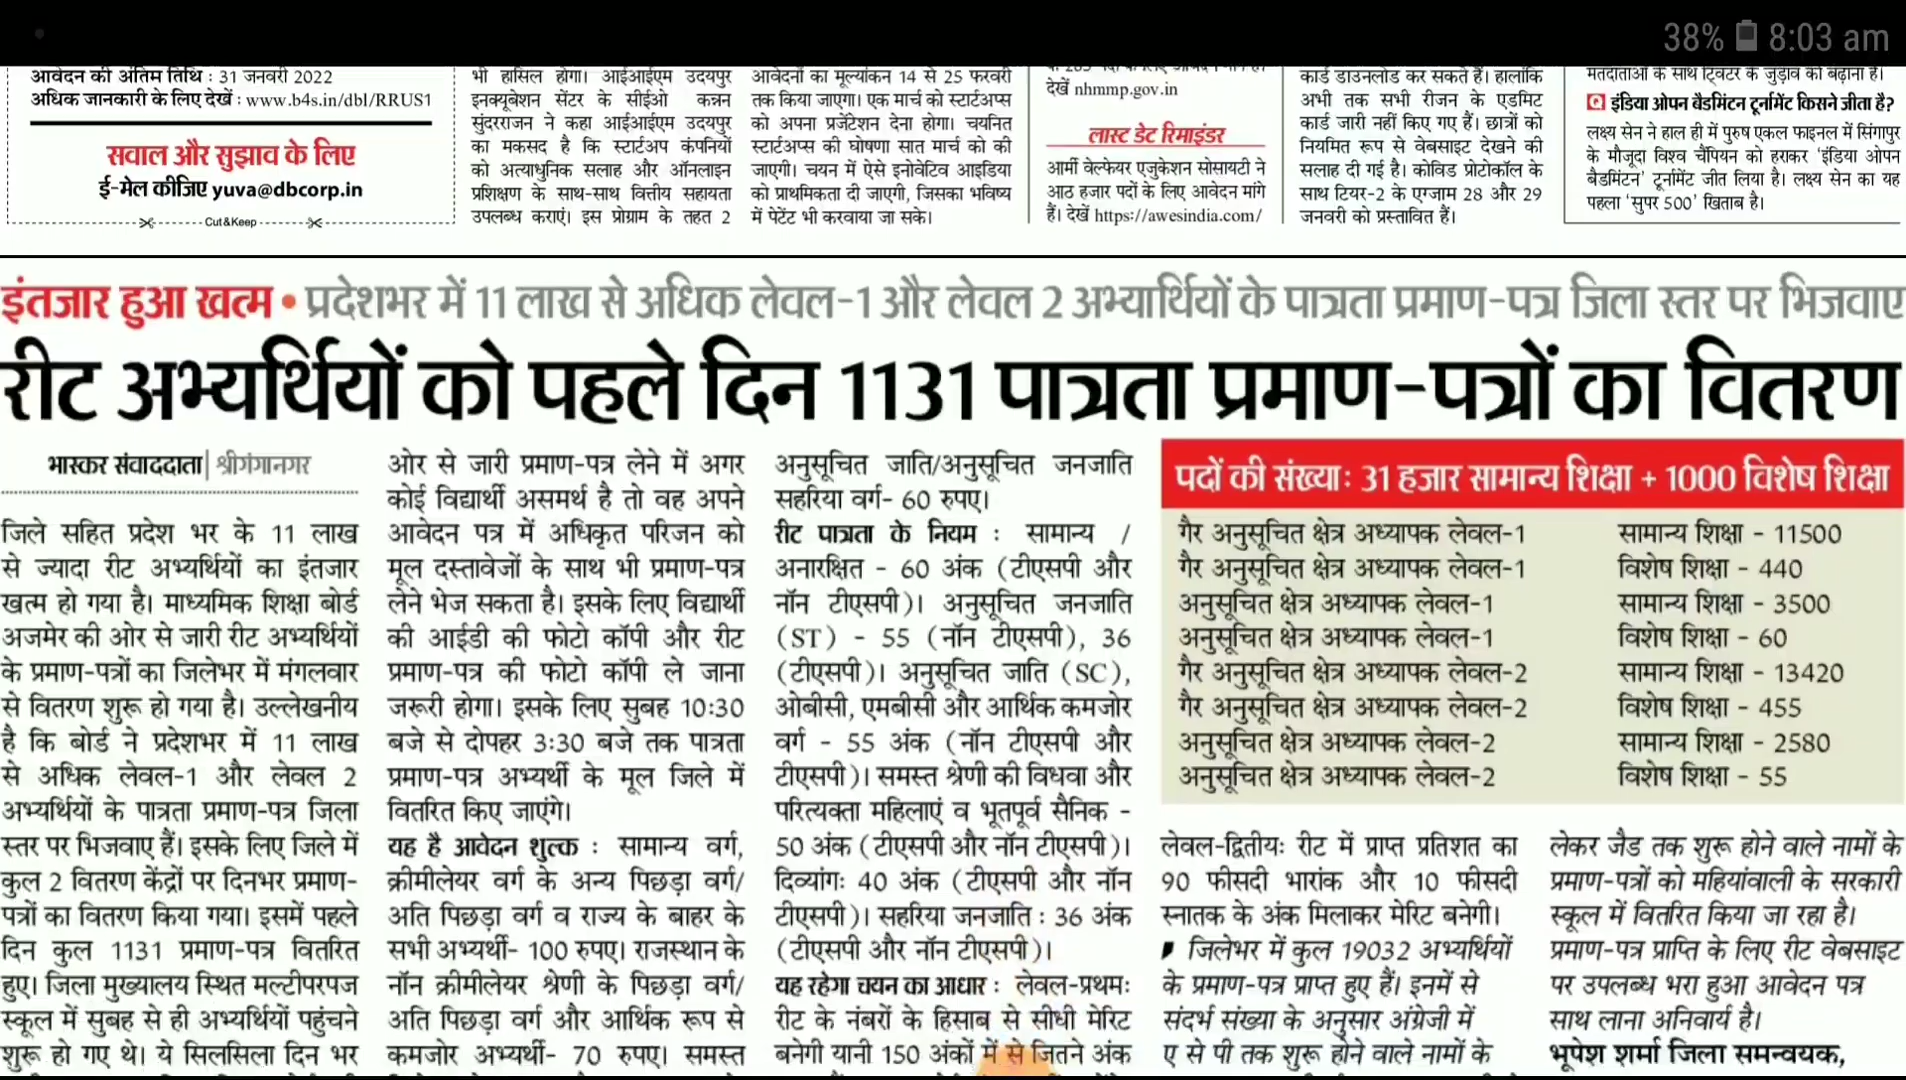 38% 8:03 am
आवेदन की अंतिम तिथि : 31 जनवरी 2022
अधिक जानकारी के लिए देखें : www.b4s.in/dbl/RRUS1
सवाल और सुझाव के लिए
ई-मेल कीजिए yuva@dbcorp.in
Cut&Keep
भी हासिल होगा। आईआईएम उदयपुर
इनक्यूबेशन सेंटर के सीईओ कन्नन
सुंदरराजन ने कहा आईआईएम उदयपुर
का मकसद है कि स्टार्टअप कंपनियों
को अत्याधुनिक सलाह और ऑनलाइन
प्रशिक्षण के साथ-साथ वित्तीय सहायता
उपलब्ध कराएं। इस प्रोग्राम के तहत 2
आवेदनों का मूल्यांकन 14 से 25 फरवरी
तक किया जाएगा। एक मार्च को स्टार्टअप्स
को अपना प्रजेंटेशन देना होगा। चयनित
स्टार्टअप्स की घोषणा सात मार्च को की
जाएगी। चयन में ऐसे इनोवेटिव आइडिया
को प्राथमिकता दी जाएगी, जिसका भविष्य
में पेटेंट भी करवाया जा सके।
देखें nhmmp.gov.in
लास्ट डेट रिमाइंडर
आर्मी वेल्फेयर एजुकेशन सोसायटी ने
आठ हजार पदों के लिए आवेदन मांगे
हैं। देखें https://awesindia.com/
कार्ड डाउनलोड कर सकते हैं। हालांकि
अभी तक सभी रीजन के एडमिट
कार्ड जारी नहीं किए गए हैं। छात्रों को
नियमित रूप से वेबसाइट देखने की
सलाह दी गई है। कोविड प्रोटोकॉल के
साथ टियर-2 के एग्जाम 28 और 29
जनवरी को प्रस्तावित हैं।
मतदाताओं के साथ ट्विटर के जुड़ाव को बढ़ाना है।
Q इंडिया ओपन बैडमिंटन टूर्नामेंट किसने जीता है?
लक्ष्य सेन ने हाल ही में पुरुष एकल फाइनल में सिंगापुर
के मौजूदा विश्व चैंपियन को हराकर 'इंडिया ओपन
बैडमिंटन' टूर्नामेंट जीत लिया है। लक्ष्य सेन का यह
पहला 'सुपर 500' खिताब है।
इंतजार हुआ खत्म • प्रदेशभर में 11 लाख से अधिक लेवल-1 और लेवल 2 अभ्यार्थियों के पात्रता प्रमाण-पत्र जिला स्तर पर भिजवाए
रीट अभ्यर्थियों को पहले दिन 1131 पात्रता प्रमाण-पत्रों का वितरण
भास्कर संवाददाता| श्रीगंगानगर
जिले सहित प्रदेश भर के 11 लाख
से ज्यादा रीट अभ्यर्थियों का इंतजार
खत्म हो गया है। माध्यमिक शिक्षा बोर्ड
अजमेर की ओर से जारी रीट अभ्यर्थियों
के प्रमाण-पत्रों का जिलेभर में मंगलवार
से वितरण शुरू हो गया है। उल्लेखनीय
है कि बोर्ड ने प्रदेशभर में 11 लाख
से अधिक लेवल-1 और लेवल 2
अभ्यर्थियों के पात्रता प्रमाण-पत्र जिला
स्तर पर भिजवाए हैं। इसके लिए जिले में
कुल 2 वितरण केंद्रों पर दिनभर प्रमाण-
पत्रों का वितरण किया गया। इसमें पहले
दिन कुल 1131 प्रमाण-पत्र वितरित
हुए। जिला मुख्यालय स्थित मल्टीपरपज
स्कूल में सुबह से ही अभ्यर्थियों पहुंचने
शुरू हो गए थे। ये सिलसिला दिन भर
ओर से जारी प्रमाण-पत्र लेने में अगर
कोई विद्यार्थी असमर्थ है तो वह अपने
आवेदन पत्र में अधिकृत परिजन को
मूल दस्तावेजों के साथ भी प्रमाण-पत्र
लेने भेज सकता है। इसके लिए विद्यार्थी
की आईडी की फोटो कॉपी और रीट
प्रमाण-पत्र की फोटो कॉपी ले जाना
जरूरी होगा। इसके लिए सुबह 10:30
बजे से दोपहर 3:30 बजे तक पात्रता
प्रमाण-पत्र अभ्यर्थी के मूल जिले में
वितरित किए जाएंगे।
यह है आवेदन शुल्क : सामान्य वर्ग,
क्रीमीलेयर वर्ग के अन्य पिछड़ा वर्ग/
अति पिछड़ा वर्ग व राज्य के बाहर के
सभी अभ्यर्थी- 100 रुपए। राजस्थान के
नॉन क्रीमीलेयर श्रेणी के पिछड़ा वर्ग/
अति पिछड़ा वर्ग और आर्थिक रूप से
कमजोर अभ्यर्थी- 70 रुपए। समस्त
अनुसूचित जाति/अनुसूचित जनजाति
सहरिया वर्ग- 60 रुपए।
रीट पात्रता के नियम : सामान्य /
अनारक्षित - 60 अंक (टीएसपी और
नॉन टीएसपी)। अनुसूचित जनजाति
(ST) - 55 (नॉन टीएसपी), 36
(टीएसपी)। अनुसूचित जाति (SC),
ओबीसी, एमबीसी और आर्थिक कमजोर
वर्ग - 55 अंक (नॉन टीएसपी और
टीएसपी)। समस्त श्रेणी की विधवा और
परित्यक्ता महिलाएं व भूतपूर्व सैनिक -
50 अंक (टीएसपी और नॉन टीएसपी)।
दिव्यांगः 40 अंक (टीएसपी और नॉन
टीएसपी)। सहरिया जनजाति : 36 अंक
(टीएसपी और नॉन टीएसपी)।
यह रहेगा चयन का आधार : लेवल-प्रथमः
रीट के नंबरों के हिसाब से सीधी मेरिट
बनेगी यानी 150 अंकों में से जितने अंक
पदों की संख्याः 31 हजार सामान्य शिक्षा + 1000 विशेष शिक्षा
गैर अनुसूचित क्षेत्र अध्यापक लेवल-1 सामान्य शिक्षा - 11500
गैर अनुसूचित क्षेत्र अध्यापक लेवल-1 विशेष शिक्षा - 440
अनुसूचित क्षेत्र अध्यापक लेवल-1 सामान्य शिक्षा - 3500
अनुसूचित क्षेत्र अध्यापक लेवल-1 विशेष शिक्षा - 60
गैर अनुसूचित क्षेत्र अध्यापक लेवल-2 सामान्य शिक्षा - 13420
गैर अनुसूचित क्षेत्र अध्यापक लेवल-2 विशेष शिक्षा - 455
अनुसूचित क्षेत्र अध्यापक लेवल-2 सामान्य शिक्षा - 2580
अनुसूचित क्षेत्र अध्यापक लेवल-2 विशेष शिक्षा - 55
लेवल-द्वितीयः रीट में प्राप्त प्रतिशत का
90 फीसदी भारांक और 10 फीसदी
स्नातक के अंक मिलाकर मेरिट बनेगी।
जिलेभर में कुल 19032 अभ्यर्थियों
के प्रमाण-पत्र प्राप्त हुए हैं। इनमें से
संदर्भ संख्या के अनुसार अंग्रेजी में
ए से पी तक शुरू होने वाले नामों के
लेकर जैड तक शुरू होने वाले नामों के
प्रमाण-पत्रों को महियांवाली के सरकारी
स्कूल में वितरित किया जा रहा है।
प्रमाण-पत्र प्राप्ति के लिए रीट वेबसाइट
पर उपलब्ध भरा हुआ आवेदन पत्र
साथ लाना अनिवार्य है।
भूपेश शर्मा जिला समन्वयक,